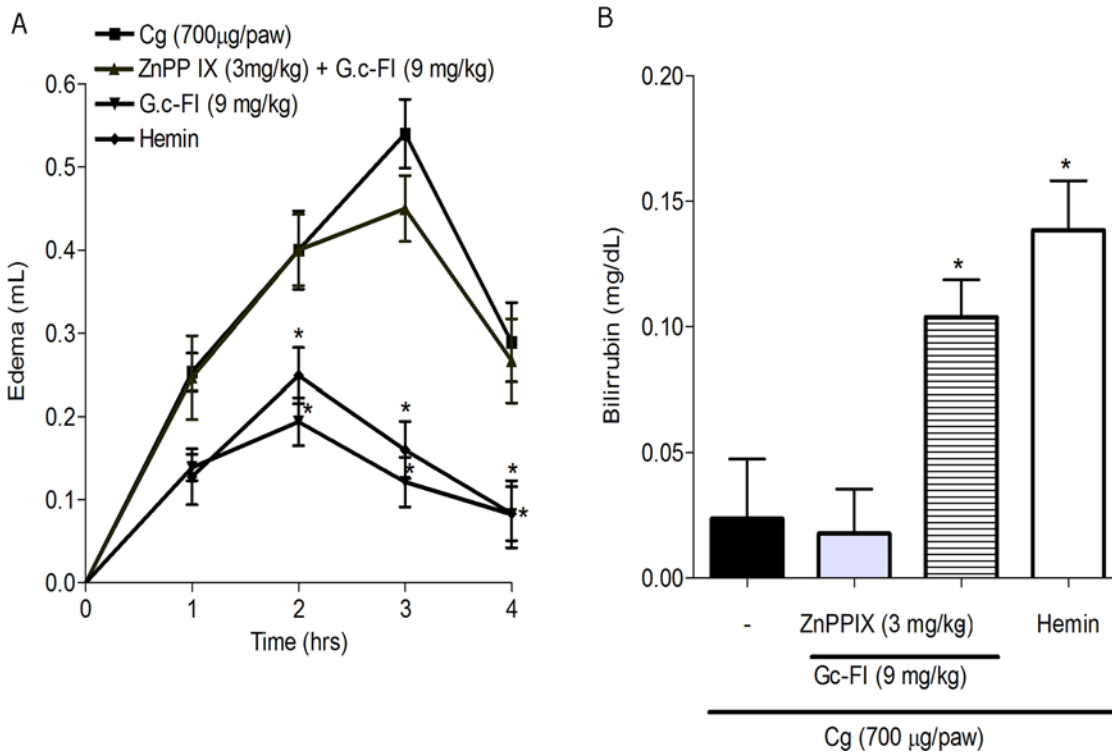 A
Cg (700µg/paw)
ZnPP IX (3mg/kg) + G.c-FI (9 mg/kg)
G.c-FI (9 mg/kg)
Hemin
0.6
0.5
0.4
0.3
0.2
0.1
0.0
Edema (mL)
* * * * * *
0 1 2 3 4
Time (hrs)
B
0.20
0.15
0.10
0.05
0.00
Bilirrubin (mg/dL)
* *
- ZnPPIX (3 mg/kg) - Hemin
Gc-FI (9 mg/kg)
Cg (700 µg/paw)